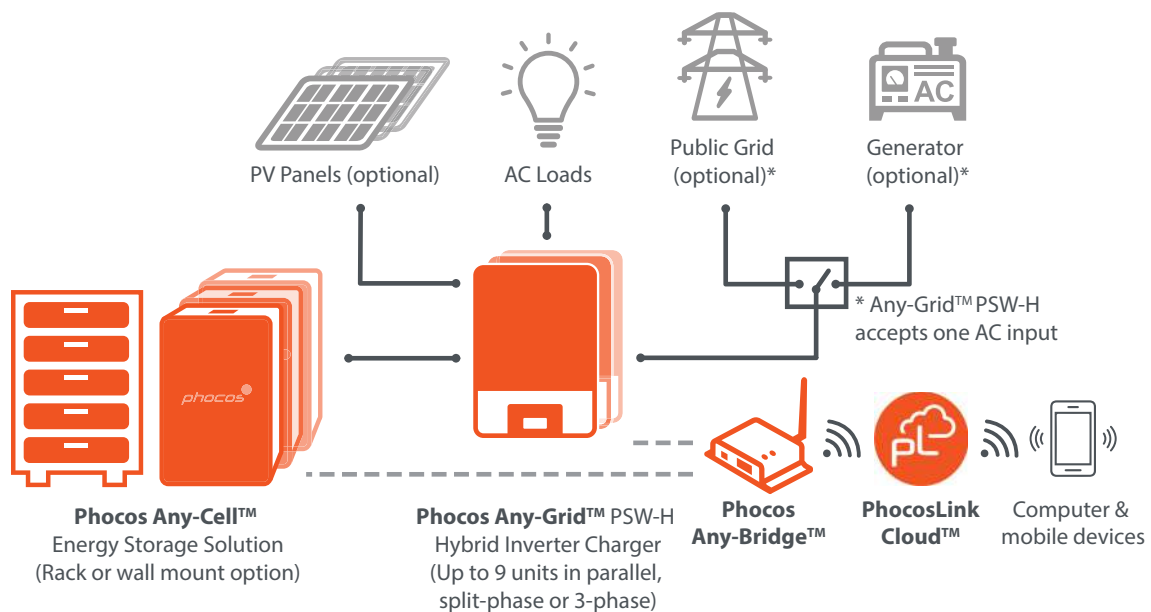 PV Panels (optional)
AC Loads
Public Grid
(optional)*
AC
Generator
(optional)*
* Any-Grid™ PSW-H
accepts one AC input
phocos
pL
Phocos Any-Cell™
Energy Storage Solution
(Rack or wall mount option)
Phocos Any-Grid™ PSW-H
Hybrid Inverter Charger
(Up to 9 units in parallel,
split-phase or 3-phase)
Phocos
Any-Bridge™
PhocosLink
Cloud™
Computer &
mobile devices